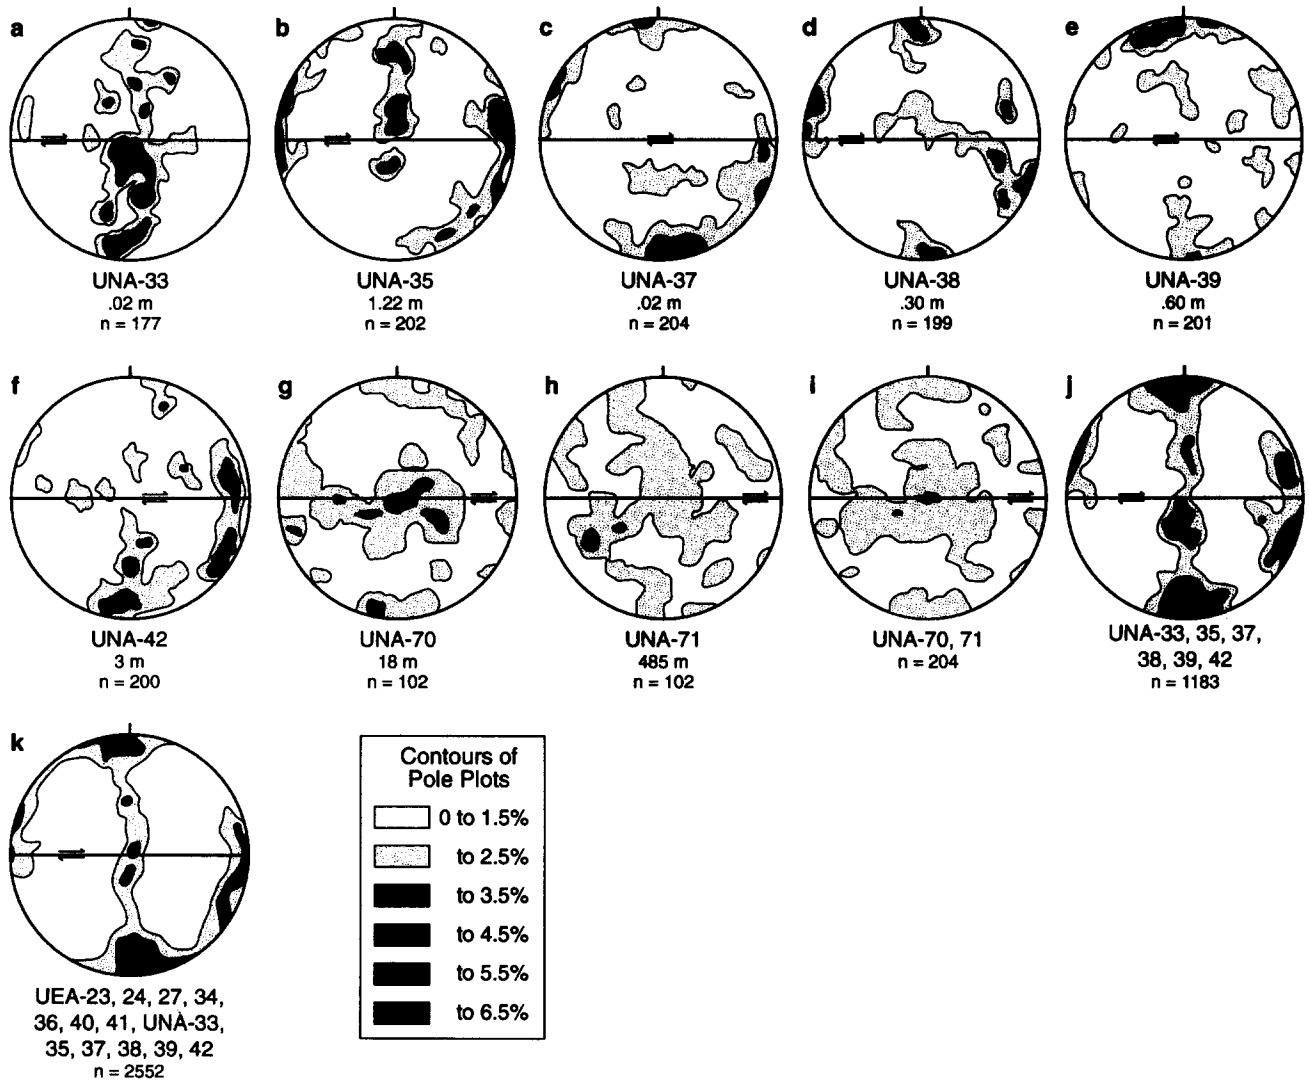 a
b
c
d
e
UNA-33
.02 m
n = 177
UNA-35
1.22 m
n = 202
UNA-37
.02 m
n = 204
UNA-38
.30 m
n = 199
UNA-39
.60 m
n = 201
f
g
h
i
j
UNA-42
3 m
n = 200
UNA-70
18 m
n = 102
UNA-71
485 m
n = 102
UNA-70, 71
n = 204
UNA-33, 35, 37,
38, 39, 42
n = 1183
k
UEA-23, 24, 27, 34,
36, 40, 41, UNÀ-33,
35, 37, 38, 39, 42
n = 2552
Contours of
Pole Plots
0 to 1.5%
to 2.5%
to 3.5%
to 4.5%
to 5.5%
to 6.5%